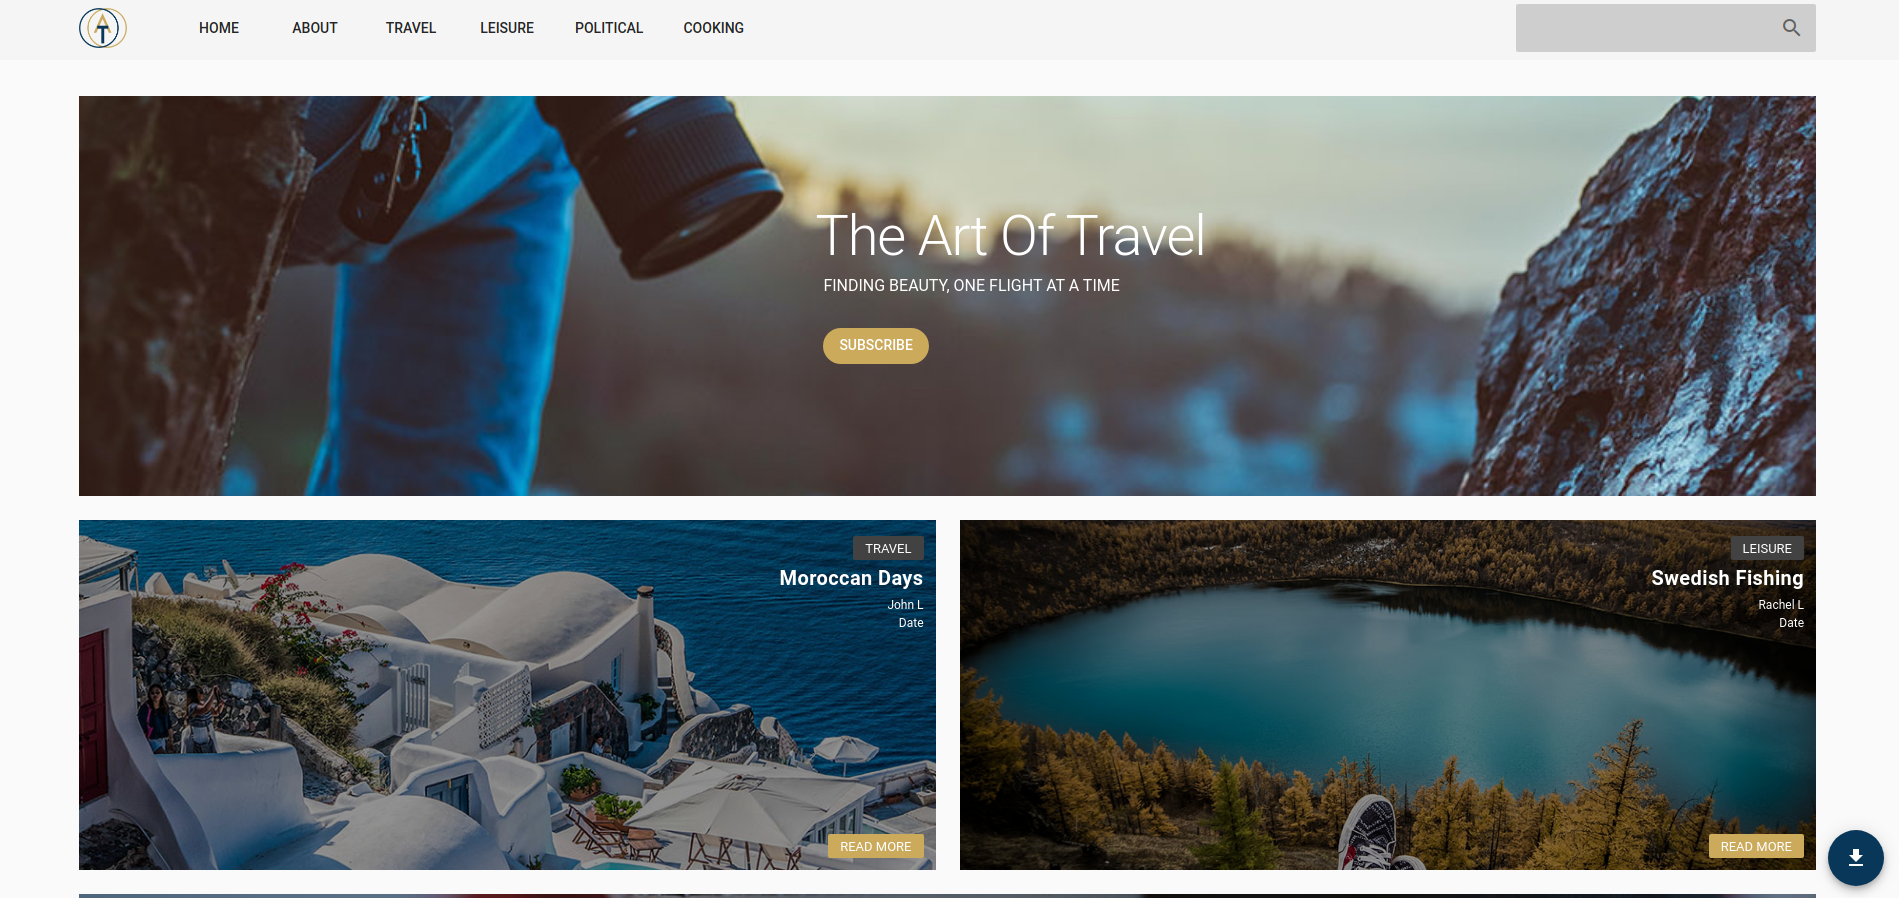 AT
HOME ABOUT TRAVEL LEISURE POLITICAL COOKING
The Art Of Travel
FINDING BEAUTY, ONE FLIGHT AT A TIME
SUBSCRIBE
TRAVEL
Moroccan Days
John L
Date
READ MORE
LEISURE
Swedish Fishing
Rachel L
Date
READ MORE